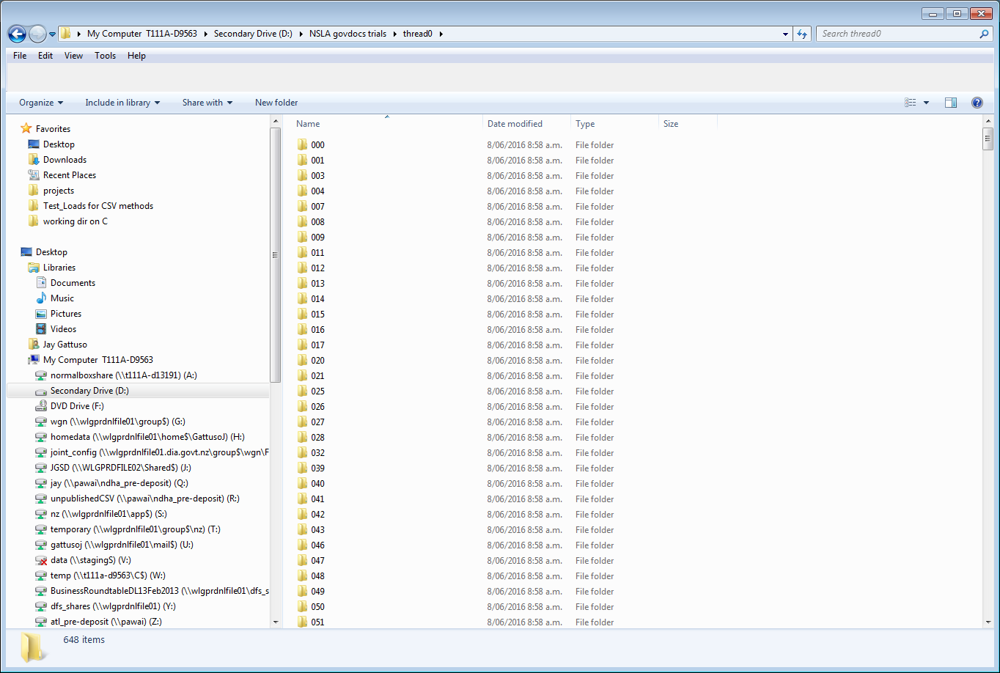 My Computer T111A-D9563 Secondary Drive (D:) NSLA govdocs trials thread0 Search thread0
File Edit View Tools Help
Organize Include in library Share with New folder
Favorites
Desktop
Downloads
Recent Places
projects
Test_Loads for CSV methods
working dir on C
Desktop
Libraries
Documents
Music
Pictures
Videos
Jay Gattuso
My Computer T111A-D9563
normalboxshare (\\t111A-d13191) (A:)
Secondary Drive (D:)
DVD Drive (F:)
wgn (\\wlgprdnlfile01\group$) (G:)
homedata (\\wlgprdnlfile01\home$\GattusoJ) (H:)
joint_config (\\wlgprdnlfile01.dia.govt.nz\group$\wgn\F
JGSD (\\WLGPRDFILE02\Shared$) (J:)
jay (\\pawai\ndha_pre-deposit) (Q:)
unpublishedCSV (\\pawai\ndha_pre-deposit) (R:)
nz (\\wlgprdnlfile01\app$) (S:)
temporary (\\wlgprdnlfile01\group$\nz) (T:)
gattusoj (\\wlgprdnlfile01\mail$) (U:)
data (\\stagingS) (V:)
temp (\\t111a-d9563\C$) (W:)
BusinessRoundtableDL13Feb2013 (\\wlgprdnlfile01\dfs_s
dfs_shares (\\wlgprdnlfile01) (Y:)
atl_pre-deposit (\\pawai) (Z:)
Name Date modified Type Size
000 8/06/2016 8:58 a.m. File folder
001 8/06/2016 8:58 a.m. File folder
003 8/06/2016 8:58 a.m. File folder
004 8/06/2016 8:58 a.m. File folder
007 8/06/2016 8:58 a.m. File folder
008 8/06/2016 8:58 a.m. File folder
009 8/06/2016 8:58 a.m. File folder
011 8/06/2016 8:58 a.m. File folder
012 8/06/2016 8:58 a.m. File folder
013 8/06/2016 8:58 a.m. File folder
014 8/06/2016 8:58 a.m. File folder
015 8/06/2016 8:58 a.m. File folder
016 8/06/2016 8:58 a.m. File folder
017 8/06/2016 8:58 a.m. File folder
020 8/06/2016 8:58 a.m. File folder
021 8/06/2016 8:58 a.m. File folder
025 8/06/2016 8:58 a.m. File folder
026 8/06/2016 8:58 a.m. File folder
027 8/06/2016 8:58 a.m. File folder
028 8/06/2016 8:58 a.m. File folder
032 8/06/2016 8:58 a.m. File folder
039 8/06/2016 8:58 a.m. File folder
040 8/06/2016 8:58 a.m. File folder
041 8/06/2016 8:58 a.m. File folder
042 8/06/2016 8:58 a.m. File folder
043 8/06/2016 8:58 a.m. File folder
046 8/06/2016 8:58 a.m. File folder
047 8/06/2016 8:58 a.m. File folder
048 8/06/2016 8:58 a.m. File folder
049 8/06/2016 8:58 a.m. File folder
050 8/06/2016 8:58 a.m. File folder
051 8/06/2016 8:58 a.m. File folder
648 items